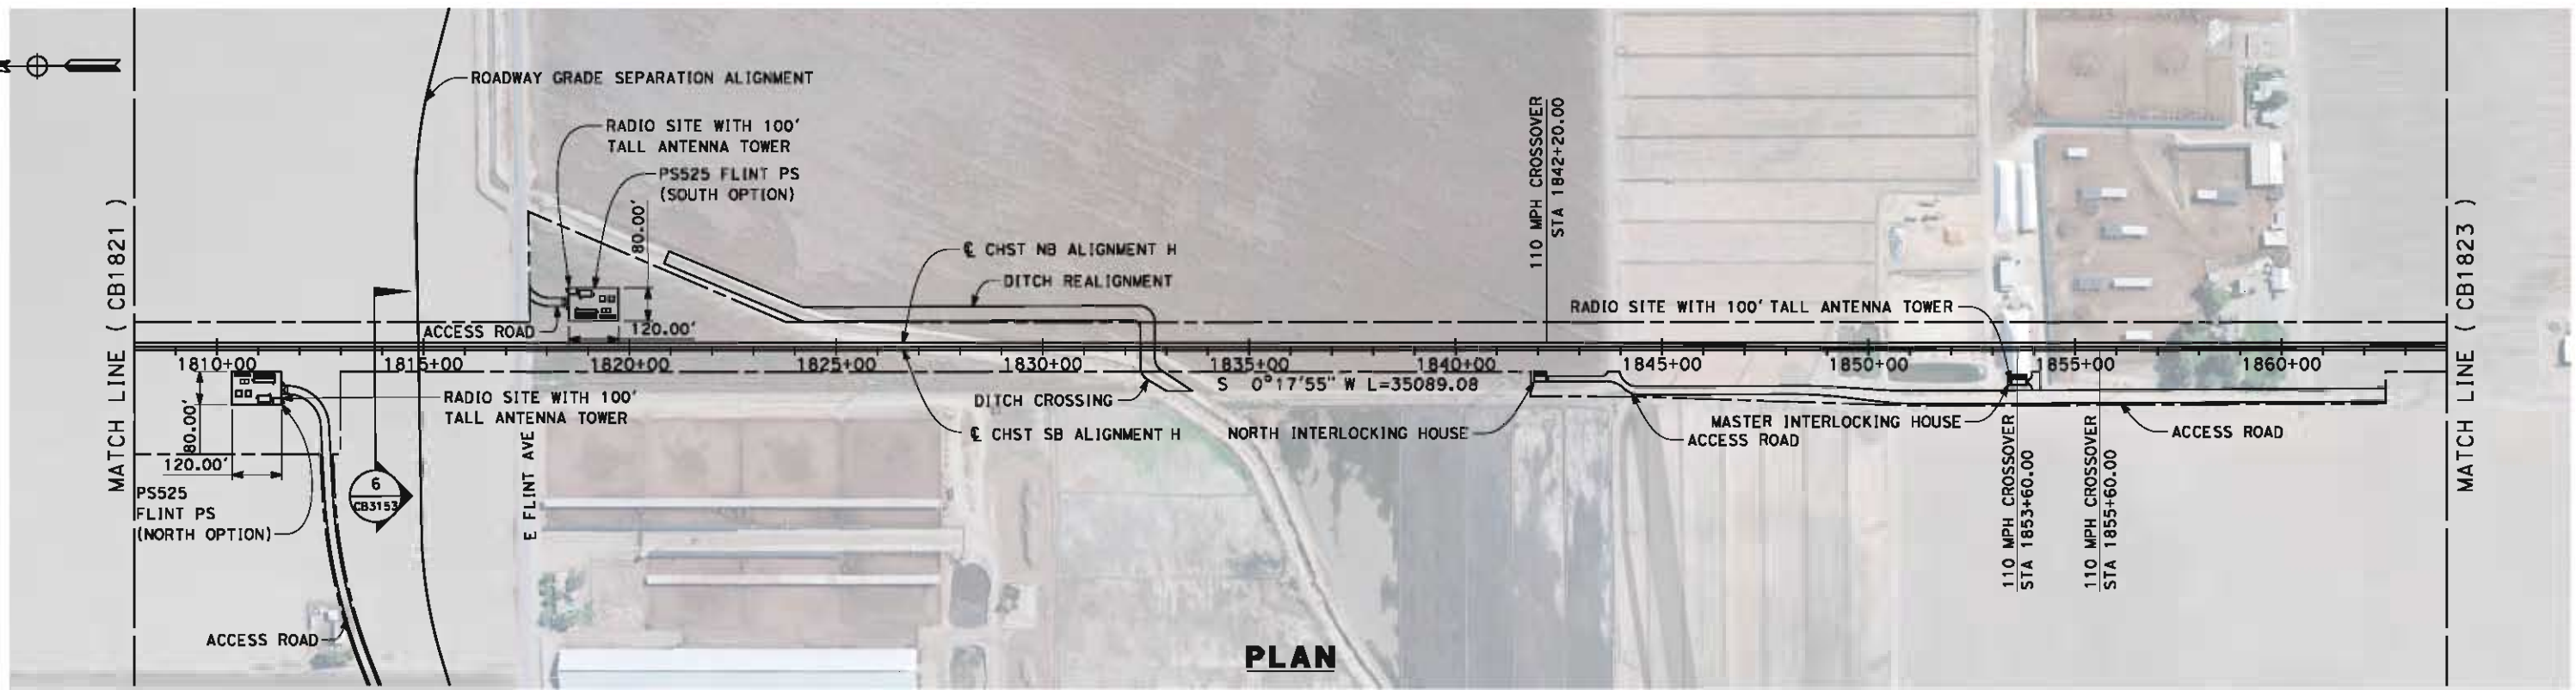 ROADWAY GRADE SEPARATION ALIGNMENT
RADIO SITE WITH 100'
TALL ANTENNA TOWER
PS525 FLINT PS
(SOUTH OPTION)
80.00'
110 MPH CROSSOVER
STA 1842+20.00
MATCH LINE ( CB1821 )
MATCH LINE ( CB1823 )
℄ CHST NB ALIGNMENT H
DITCH REALIGNMENT
RADIO SITE WITH 100' TALL ANTENNA TOWER
ACCESS ROAD
120.00'
1810+00
1815+00
1820+00
1825+00
1830+00
1835+00
1840+00
1845+00
1850+00
1855+00
1860+00
S 0°17'55" W L=35089.08
RADIO SITE WITH 100'
TALL ANTENNA TOWER
DITCH CROSSING
℄ CHST SB ALIGNMENT H
NORTH INTERLOCKING HOUSE
ACCESS ROAD
MASTER INTERLOCKING HOUSE
ACCESS ROAD
80.00'
120.00'
PS525
FLINT PS
(NORTH OPTION)
6
CB3153
E FLINT AVE
110 MPH CROSSOVER
STA 1853+60.00
110 MPH CROSSOVER
STA 1855+60.00
ACCESS ROAD
PLAN